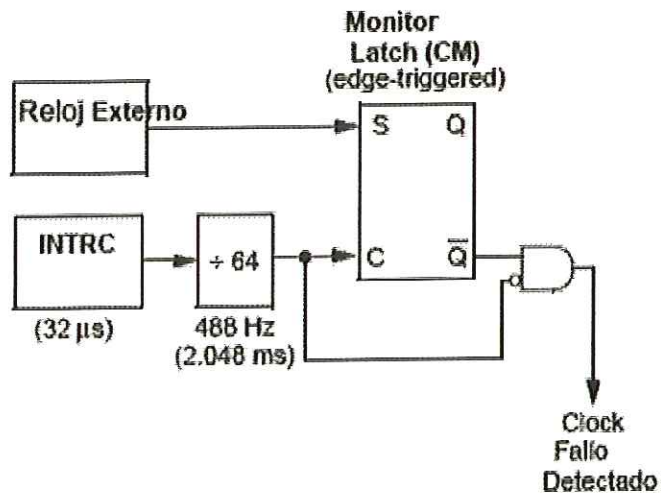 Monitor
Latch (CM)
(edge-triggered)
Reloj Externo
S Q
INTRC
÷ 64
C Q̅
(32 µs)
488 Hz
(2.048 ms)
Clock
Fallo
Detectado